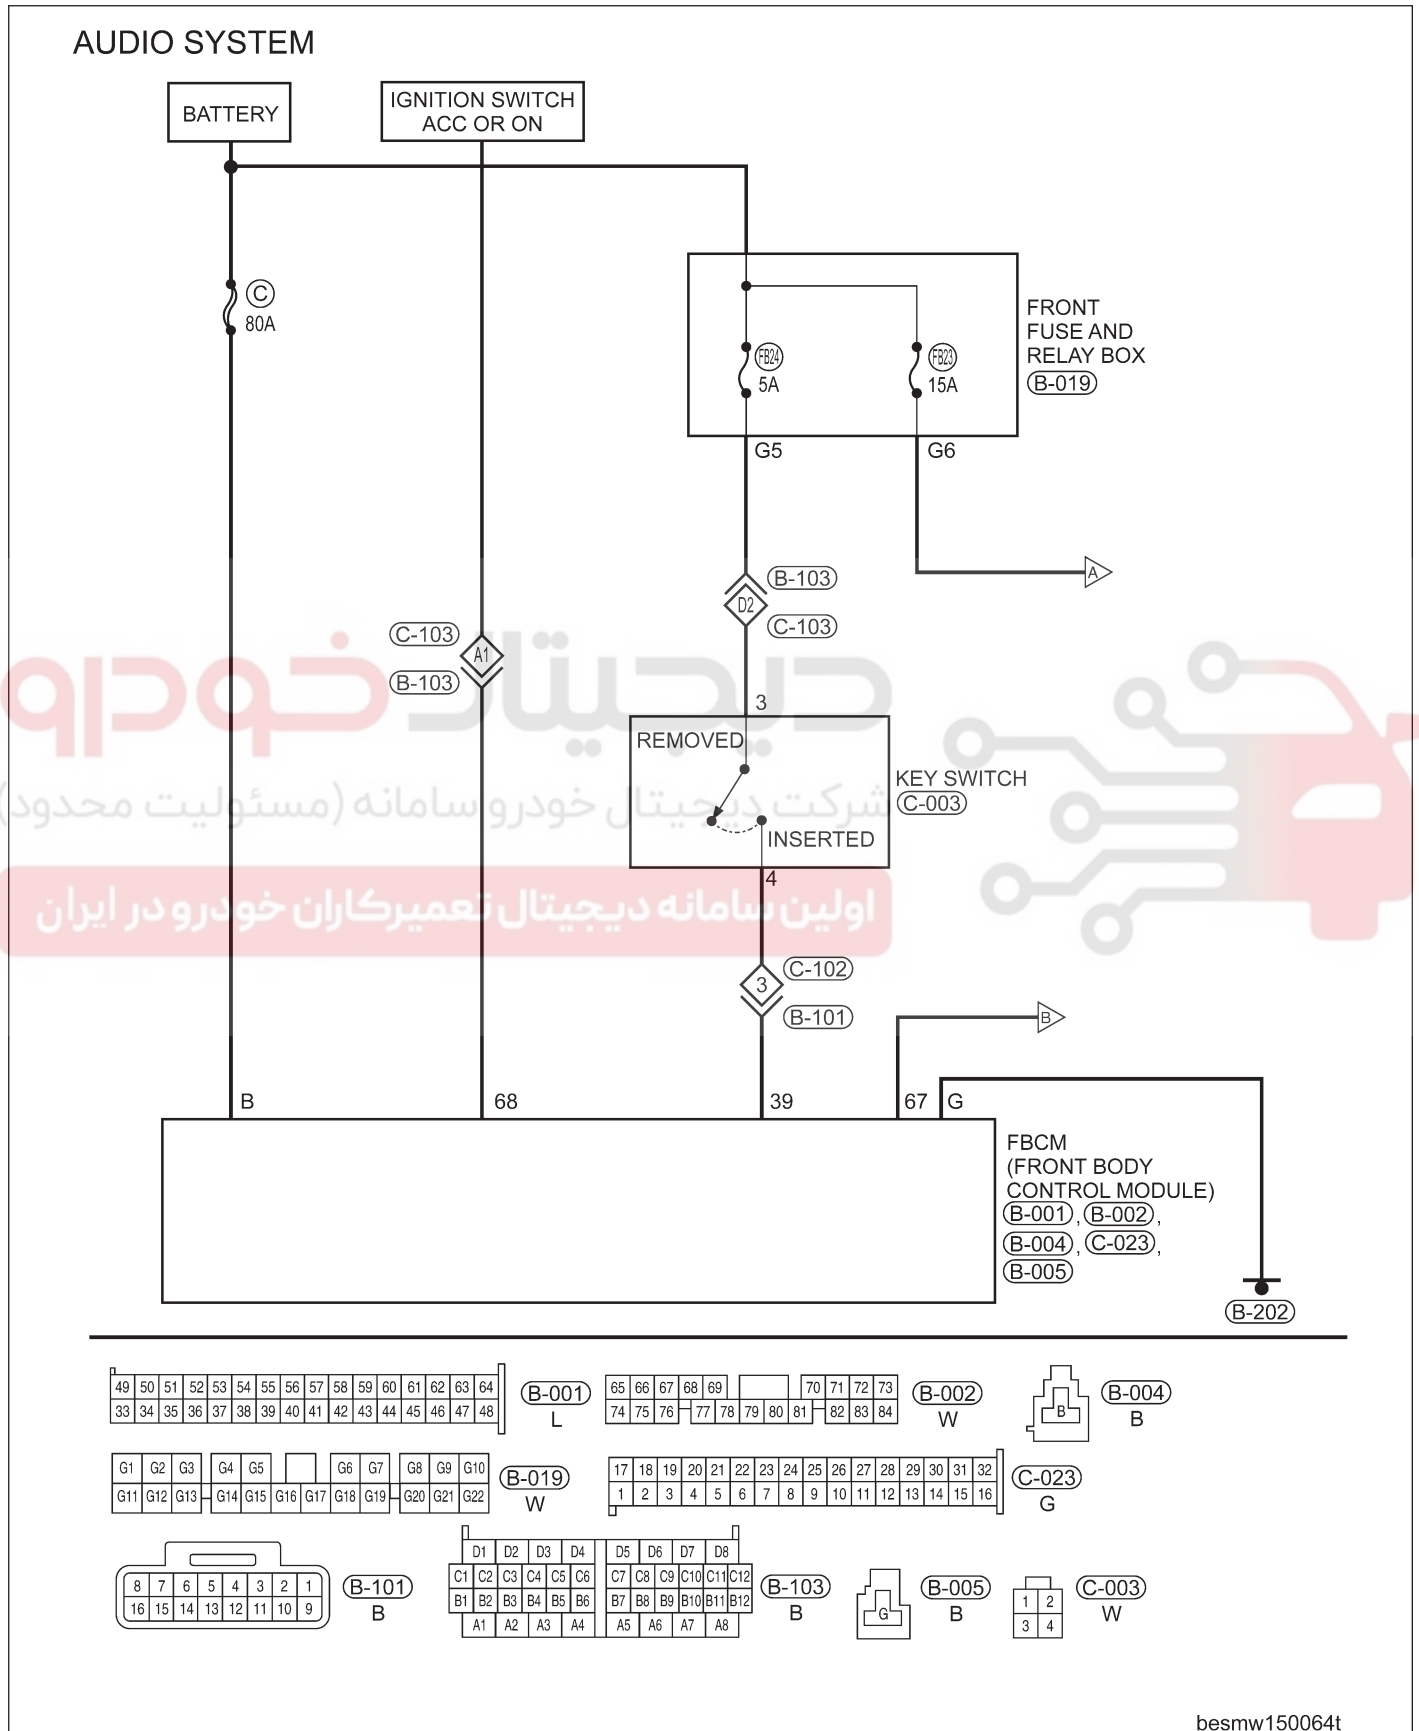 AUDIO SYSTEM
BATTERY
IGNITION SWITCH
ACC OR ON
C
80A
FB24
5A
FB23
15A
FRONT
FUSE AND
RELAY BOX
B-019
G5
G6
A
B-103
D2
C-103
C-103
A1
B-103
دیجیتال خودرو
3
REMOVED
KEY SWITCH
C-003
شرکت دیجیتال خودرو سامانه (مسئولیت محدود)
INSERTED
4
اولین سامانه دیجیتال تعمیرکاران خودرو در ایران
C-102
3
B-101
B
B
68
39
67
G
FBCM
(FRONT BODY
CONTROL MODULE)
B-001 , B-002 ,
B-004 , C-023 ,
B-005
B-202
49 50 51 52 53 54 55 56 57 58 59 60 61 62 63 64
33 34 35 36 37 38 39 40 41 42 43 44 45 46 47 48
B-001
L
65 66 67 68 69 70 71 72 73
74 75 76 77 78 79 80 81 82 83 84
B-002
W
B
B-004
B
G1 G2 G3 G4 G5 G6 G7 G8 G9 G10
G11 G12 G13 G14 G15 G16 G17 G18 G19 G20 G21 G22
B-019
W
17 18 19 20 21 22 23 24 25 26 27 28 29 30 31 32
1 2 3 4 5 6 7 8 9 10 11 12 13 14 15 16
C-023
G
8 7 6 5 4 3 2 1
16 15 14 13 12 11 10 9
B-101
B
D1 D2 D3 D4 D5 D6 D7 D8
C1 C2 C3 C4 C5 C6 C7 C8 C9 C10 C11 C12
B1 B2 B3 B4 B5 B6 B7 B8 B9 B10 B11 B12
A1 A2 A3 A4 A5 A6 A7 A8
B-103
B
G
B-005
B
1 2
3 4
C-003
W
besmw150064t